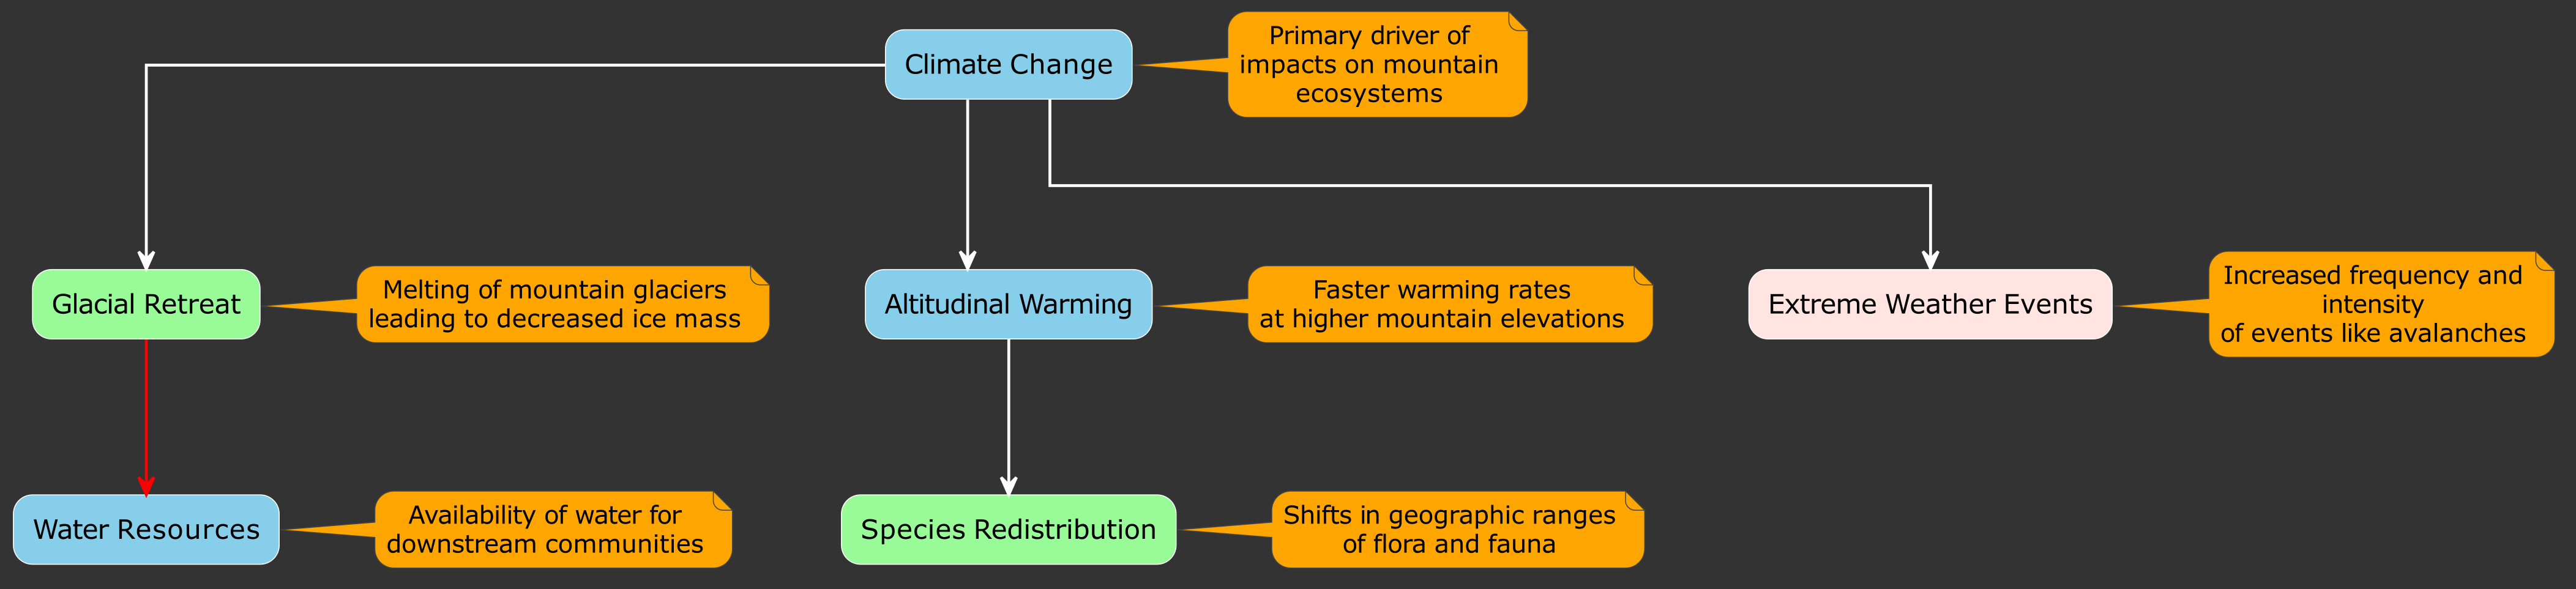 Climate Change
Primary driver of
impacts on mountain
ecosystems
Glacial Retreat
Melting of mountain glaciers
leading to decreased ice mass
Altitudinal Warming
Faster warming rates
at higher mountain elevations
Extreme Weather Events
Increased frequency and
intensity
of events like avalanches
Water Resources
Availability of water for
downstream communities
Species Redistribution
Shifts in geographic ranges
of flora and fauna